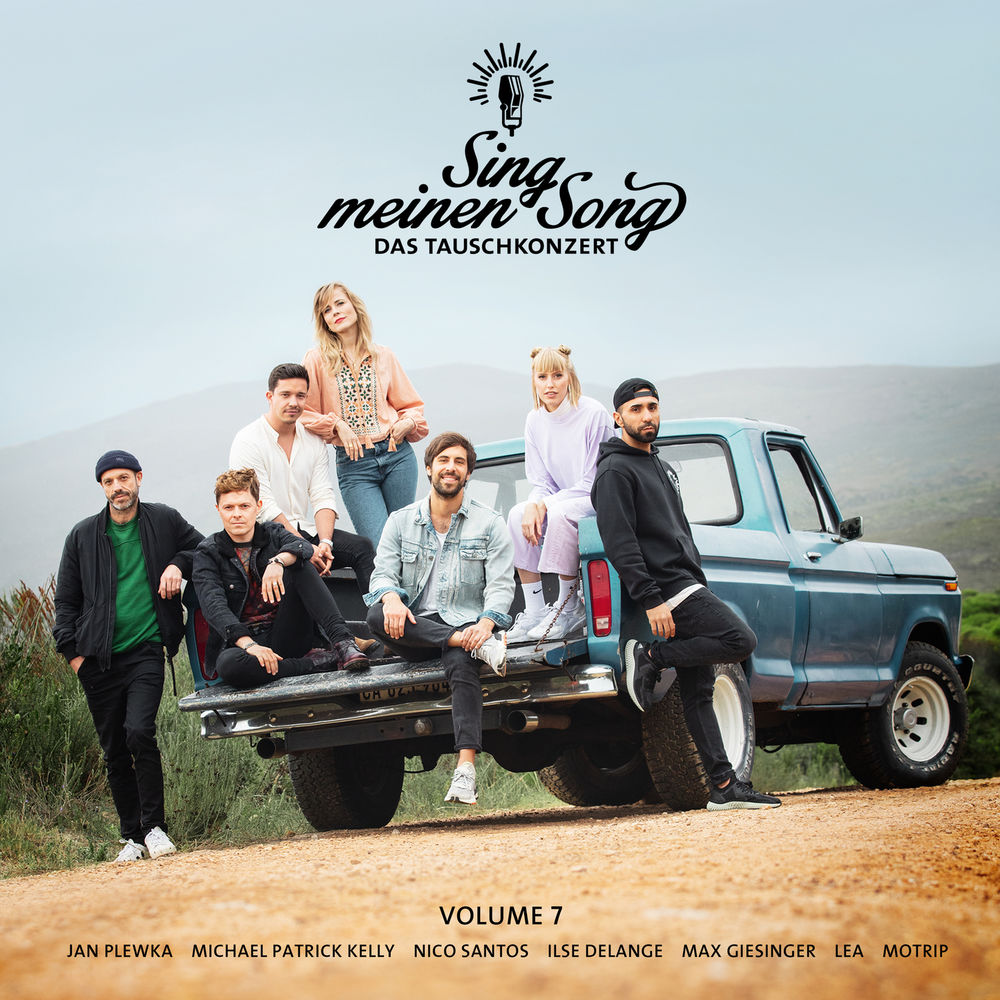 Sing
meinen Song
DAS TAUSCHKONZERT
VOLUME 7
JAN PLEWKA MICHAEL PATRICK KELLY NICO SANTOS ILSE DELANGE MAX GIESINGER LEA MOTRIP